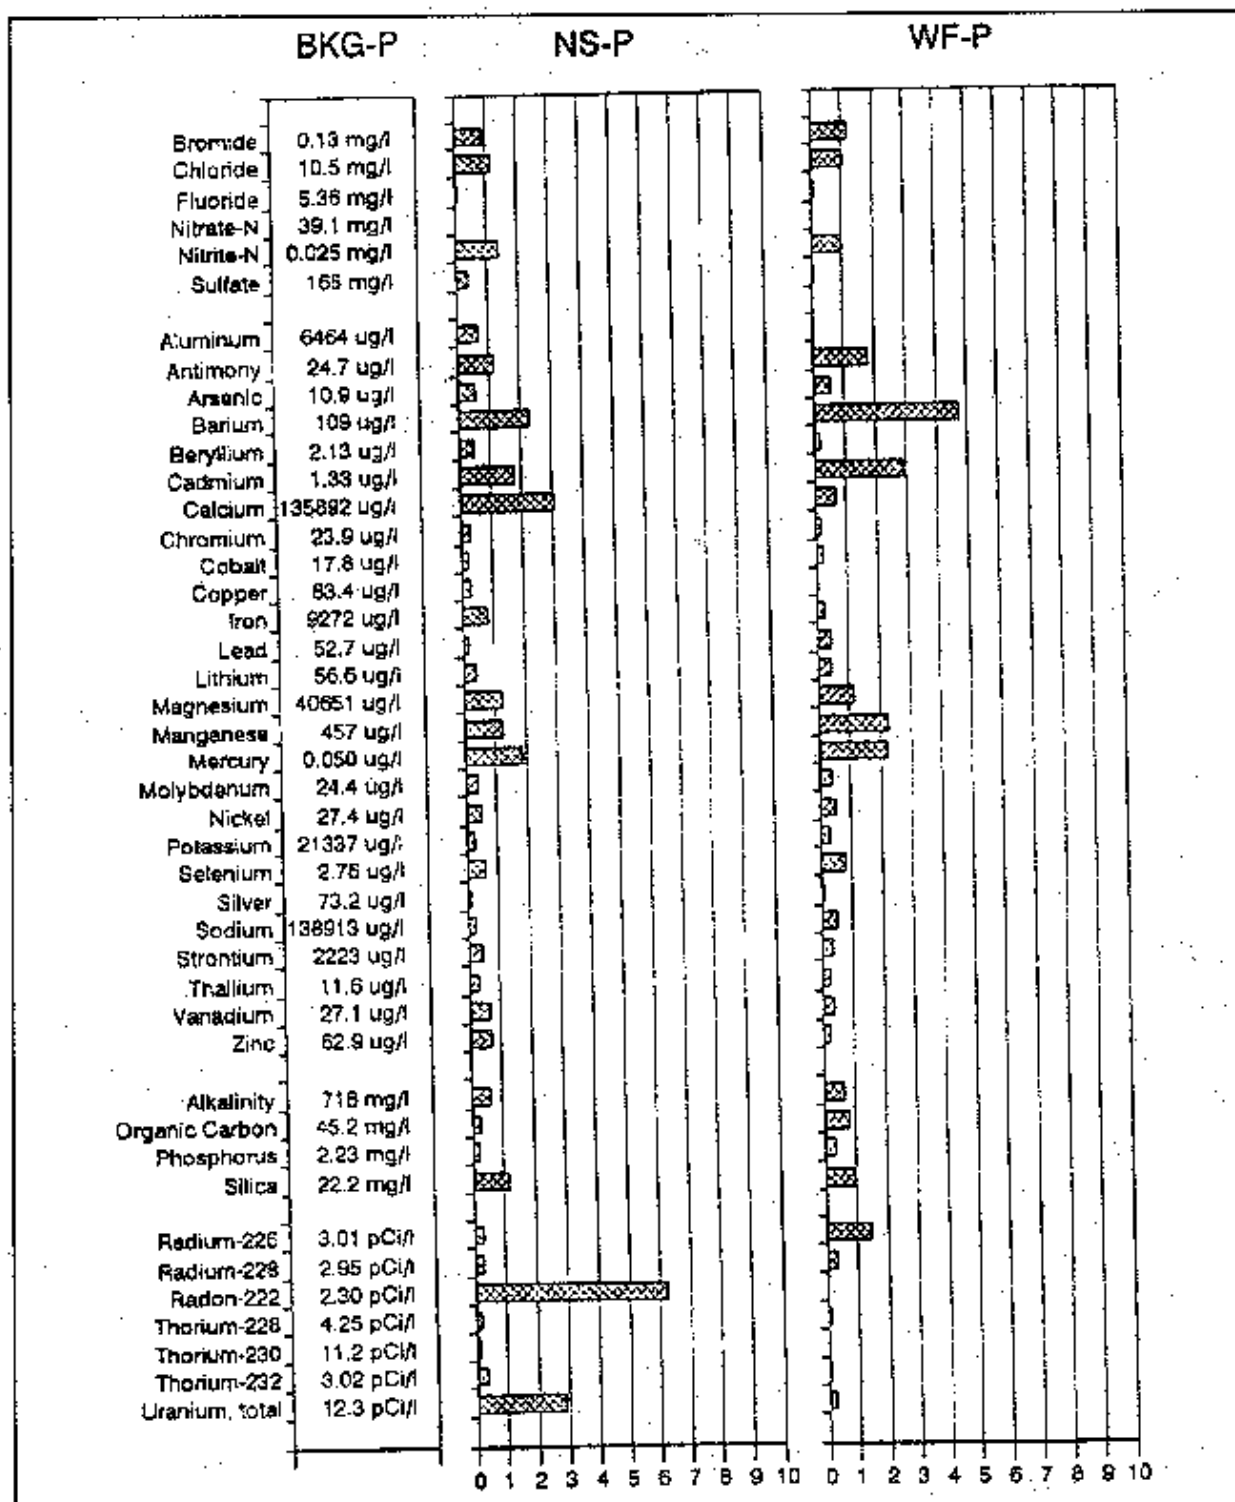 BKG-P NS-P WF-P
Bromide 0.13 mg/l
Chloride 10.5 mg/l
Fluoride 5.36 mg/l
Nitrate-N 39.1 mg/l
Nitrite-N 0.025 mg/l
Sulfate mg/l
Aluminum 6464 ug/l
Antimony 24.7 ug/l
Arsenic 10.9 ug/l
Barium 109 ug/l
Beryllium 2.13 ug/l
Cadmium 1.33 ug/l
Calcium 135892 ug/l
Chromium 23.9 ug/l
Cobalt 17.8 ug/l
Copper ug/l
Iron 9272 ug/l
Lead 52.7 ug/l
Lithium ug/l
Magnesium 40651 ug/l
Manganese 457 ug/l
Mercury 0.050 ug/l
Molybdenum 24.4 ug/l
Nickel 27.4 ug/l
Potassium 21337 ug/l
Selenium ug/l
Silver 73.2 ug/l
Sodium 138913 ug/l
Strontium 2223 ug/l
Thallium 11.6 ug/l
Vanadium 27.1 ug/l
Zinc 62.9 ug/l
Alkalinity mg/l
Organic Carbon 45.2 mg/l
Phosphorus 2.23 mg/l
Silica 22.2 mg/l
Radium-226 3.01 pCi/l
Radium-228 2.95 pCi/l
Radon-222 2.30 pCi/l
Thorium-228 4.25 pCi/l
Thorium-230 11.2 pCi/l
Thorium-232 3.02 pCi/l
Uranium, total 12.3 pCi/l
0 1 2 3 4 5 6 7 8 9 10 0 1 2 3 4 5 6 7 8 9 10